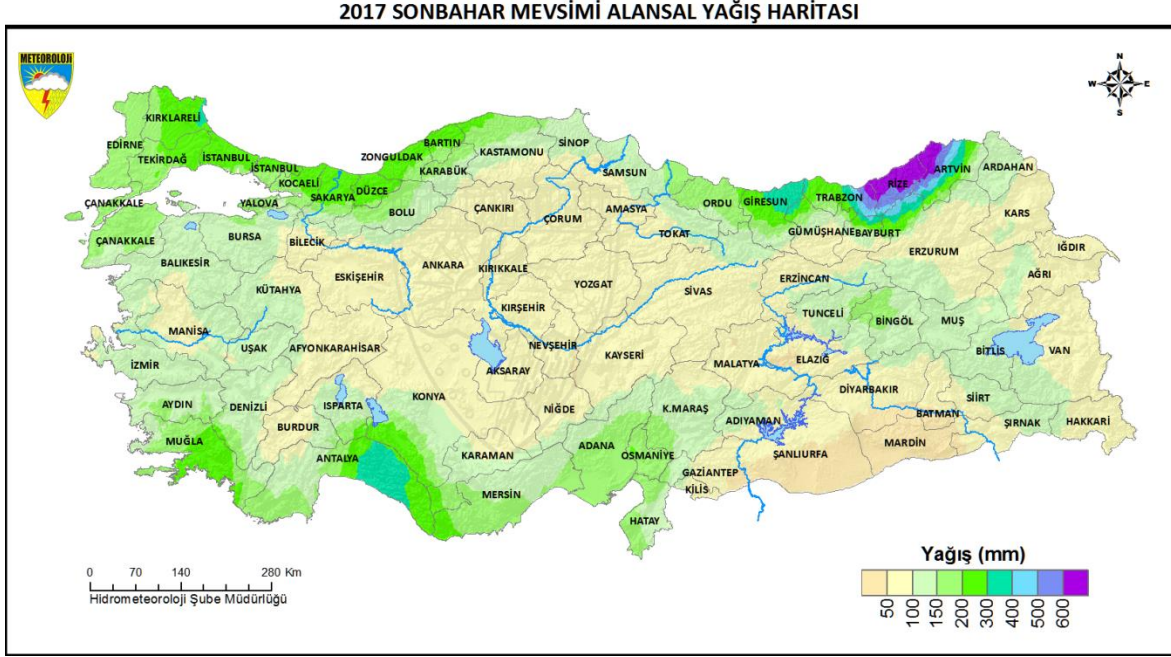 2017 SONBAHAR MEVSİMİ ALANSAL YAĞIŞ HARİTASI
METEOROLOJİ
N
W E
S
KIRKLARELİ
EDİRNE
TEKİRDAĞ
İSTANBUL
İSTANBUL
KOCAELİ
SAKARYA
DÜZCE
ZONGULDAK
BARTIN
KARABÜK
KASTAMONU
SİNOP
SAMSUN
ÇANAKKALE
YALOVA
BOLU
ÇANKIRI
ÇORUM
AMASYA
ORDU
GİRESUN
TRABZON
RİZE
ARTVİN
ARDAHAN
KARS
ÇANAKKALE
BURSA
BİLECİK
TOKAT
GÜMÜŞHANE
BAYBURT
ERZURUM
IĞDIR
BALIKESİR
ESKİŞEHİR
ANKARA
KIRIKKALE
YOZGAT
SİVAS
ERZİNCAN
AĞRI
KÜTAHYA
KIRŞEHİR
TUNCELİ
BİNGÖL
MUŞ
MANİSA
UŞAK
AFYONKARAHİSAR
NEVŞEHİR
KAYSERİ
MALATYA
ELAZIĞ
BİTLİS
VAN
İZMİR
AKSARAY
DİYARBAKIR
AYDIN
DENİZLİ
ISPARTA
KONYA
NİĞDE
K.MARAŞ
ADIYAMAN
BATMAN
SİİRT
ŞIRNAK
HAKKARİ
MUĞLA
BURDUR
ANTALYA
KARAMAN
ADANA
OSMANİYE
GAZİANTEP
ŞANLIURFA
MARDİN
KİLİS
MERSİN
HATAY
Yağış (mm)
50 100 150 200 300 400 500 600
0 70 140 280 Km
Hidrometeoroloji Şube Müdürlüğü